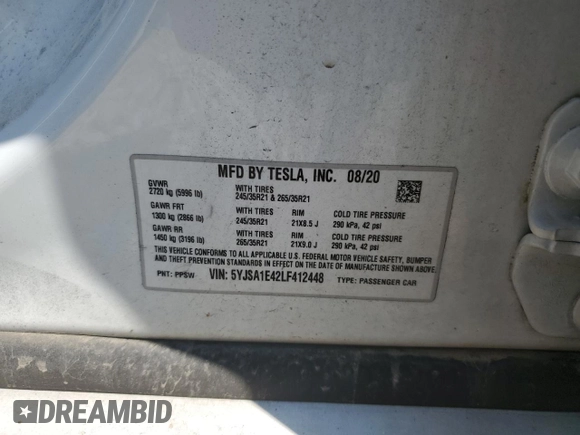 MFD BY TESLA, INC. 08/20
GVWR
2720 kg (5996 lb)
WITH TIRES
245/35R21 & 265/35R21
GAWR FRT
1300 kg (2866 lb)
WITH TIRES
245/35R21
RIM
21X8.5 J
COLD TIRE PRESSURE
290 kPa, 42 psi
GAWR RR
1450 kg (3196 lb)
WITH TIRES
265/35R21
RIM
21X9.0 J
COLD TIRE PRESSURE
290 kPa, 42 psi
THIS VEHICLE CONFORMS TO ALL APPLICABLE U.S. FEDERAL MOTOR VEHICLE SAFETY, BUMPER
AND THEFT PREVENTION STANDARDS IN EFFECT ON THE DATE OF MANUFACTURE SHOWN ABOVE.
PNT: PPSW
VIN: 5YJSA1E42LF412448
TYPE: PASSENGER CAR
DREAMBID